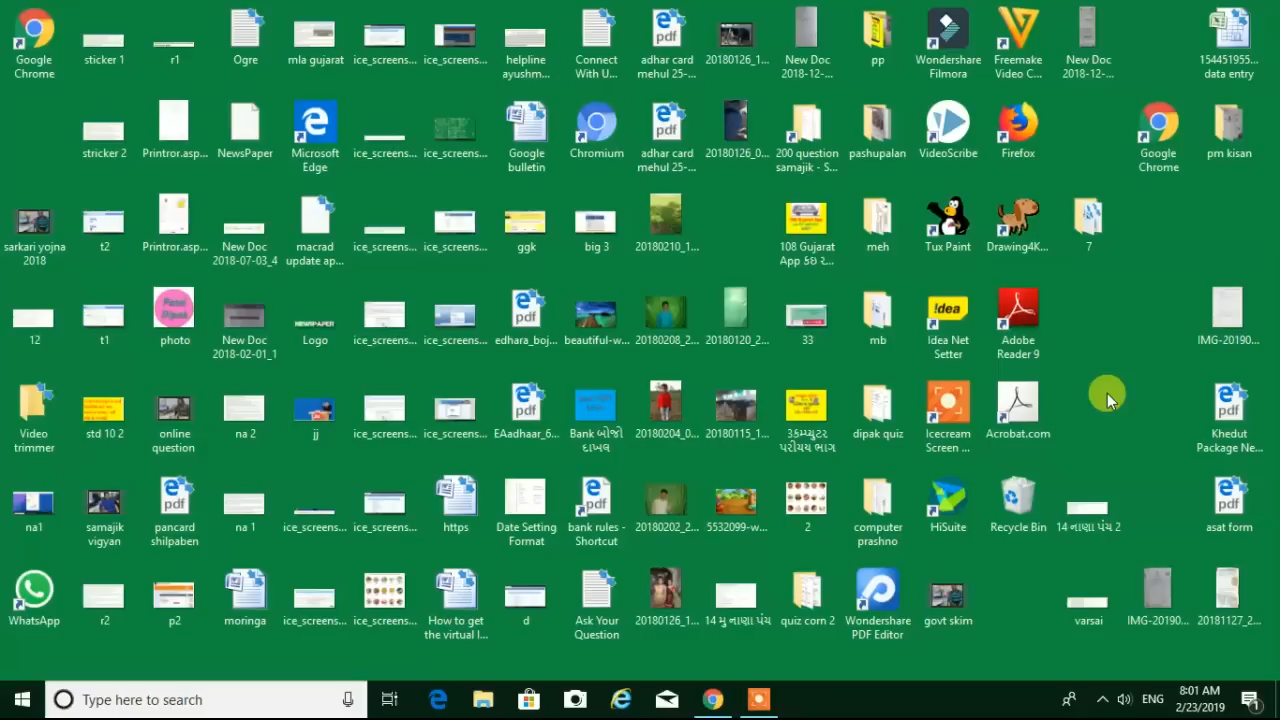 Google
Chrome
sticker 1
r1
Ogre
mla gujarat
ice_screens...
ice_screens...
helpline
ayushm...
Connect
With U...
adhar card
mehul 25-...
20180126_1...
New Doc
2018-12-...
pp
Wondershare
Filmora
Freemake
Video C...
New Doc
2018-12-...
154451955...
data entry
stricker 2
Printror.asp...
NewsPaper
Microsoft
Edge
ice_screens...
ice_screens...
Google
bulletin
Chromium
adhar card
mehul 25-...
20180126_0...
200 question
samajik - S...
pashupalan
VideoScribe
Firefox
Google
Chrome
pm kisan
sarkari yojna
2018
t2
Printror.asp...
New Doc
2018-07-03_4
macrad
update ap...
ice_screens...
ice_screens...
ggk
big 3
20180210_1...
108 Gujarat
App કઇ ર...
meh
Tux Paint
Drawing4K...
7
12
t1
photo
New Doc
2018-02-01_1
NEWSPAPER
Logo
ice_screens...
ice_screens...
edhara_boj...
beautiful-w...
20180208_2...
20180120_2...
33
mb
Idea Net
Setter
Adobe
Reader 9
IMG-20190...
Video
trimmer
std 10 2
online
question
na 2
jj
ice_screens...
ice_screens...
EAadhaar_6...
Bank બોજો
દાખલ
20180204_0...
20180115_1...
3કમ્પ્યુટર
પરીચય ભાગ
dipak quiz
Icecream
Screen ...
Acrobat.com
Khedut
Package Ne...
na1
samajik
vigyan
pancard
shilpaben
na 1
ice_screens...
ice_screens...
https
Date Setting
Format
bank rules -
Shortcut
20180202_2...
5532099-w...
2
computer
prashno
HiSuite
Recycle Bin
14 નાણા પંચ 2
asat form
WhatsApp
r2
p2
moringa
ice_screens...
ice_screens...
How to get
the virtual l...
d
Ask Your
Question
20180126_1...
14 મુ નાણા પંચ
quiz corn 2
Wondershare
PDF Editor
govt skim
varsai
IMG-20190...
20181127_2...
Type here to search
ENG
8:01 AM
2/23/2019